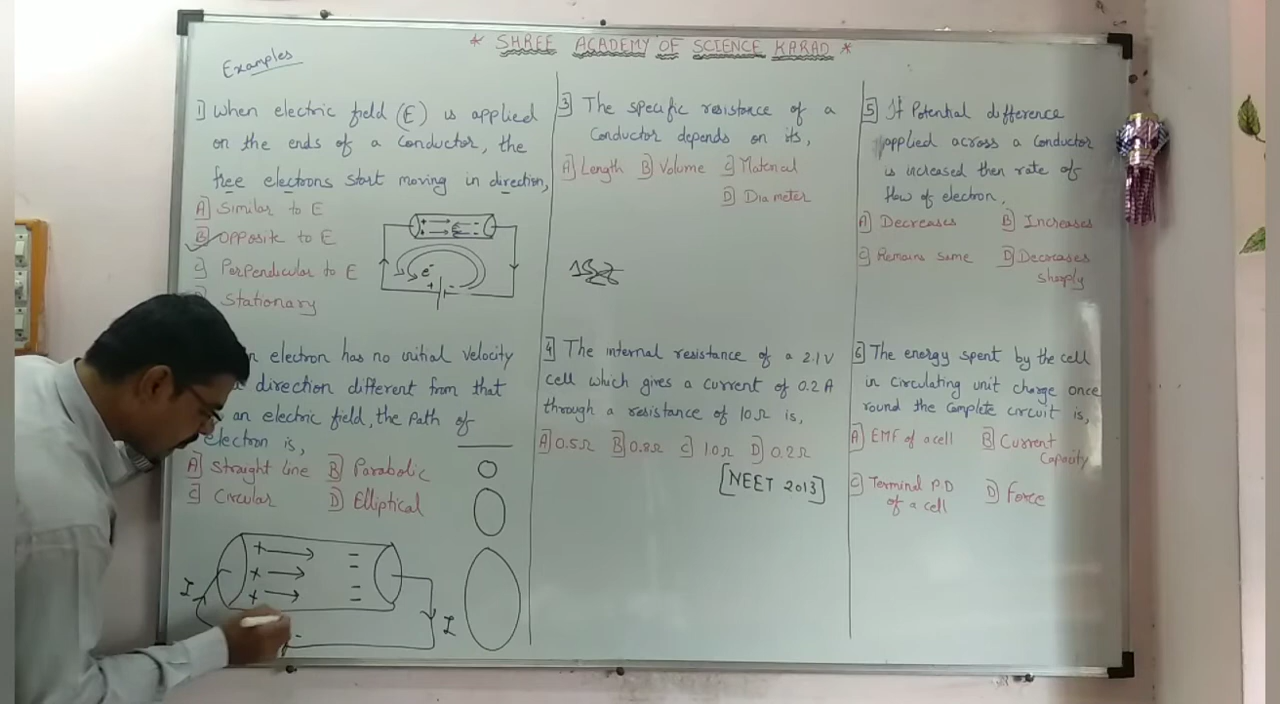 * SHREE ACADEMY OF SCIENCE KARAD *
Examples
1] When electric field (E) is applied
on the ends of a conductor, the
free electrons start moving in direction,
A] Similar to E
B] Opposite to E
C] Perpendicular to E
Stationary
+ → -
e-
+ -
electron has no initial velocity
direction different from that
an electric field, the path of
electron is,
A] Straight line B] Parabolic
C] Circular D] Elliptical
+ → -
+ → -
+ → -
I
I
3] The specific resistance of a
Conductor depends on its,
A] Length B] Volume C] Material
D] Diameter
4] The internal resistance of a 2.1 V
cell which gives a current of 0.2 A
through a resistance of 10 Ω is,
A] 0.5Ω B] 0.8Ω C] 1.0Ω D] 0.2Ω
[NEET 2013]
5] If Potential difference
applied across a conductor
is increased then rate of
flow of electron,
A] Decreases B] Increases
C] Remains same D] Decreases
sharply
6] The energy spent by the cell
in circulating unit charge once
round the complete circuit is,
A] EMF of a cell B] Current
Capacity
C] Terminal P.D D] Force
of a cell